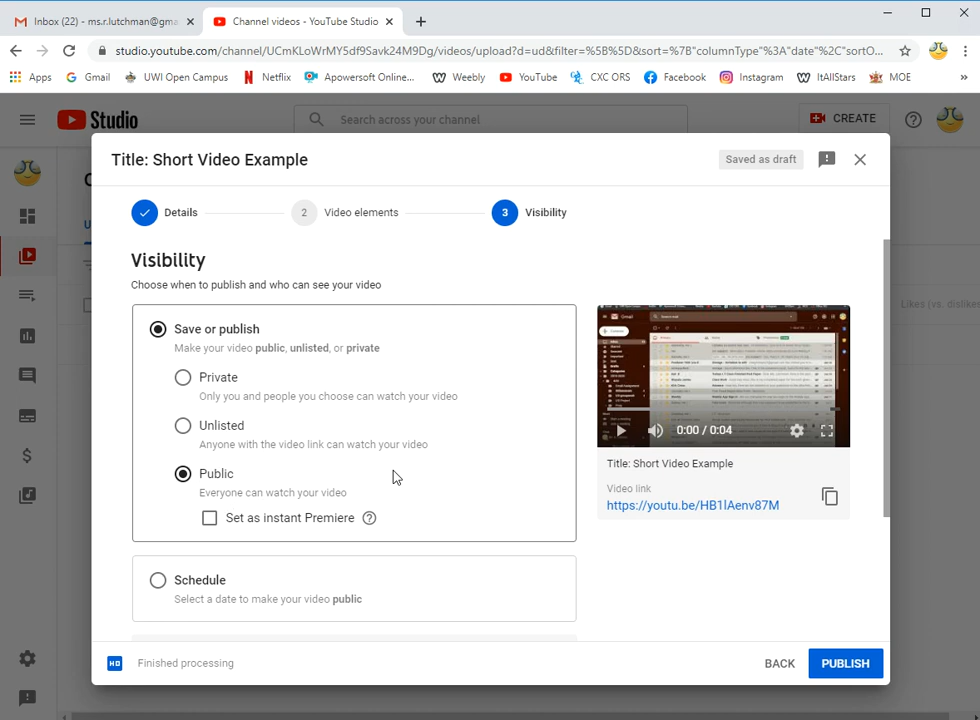 Inbox (22) - ms.r.lutchman@gma
Channel videos - YouTube Studio
studio.youtube.com/channel/UCmKLoWrMY5df9Savk24M9Dg/videos/upload?d=ud&filter=%5B%5D&sort=%7B"columnType"%3A"date"%2C"sortO...
Apps Gmail UWI Open Campus Netflix Apowersoft Online... Weebly YouTube CXC ORS Facebook Instagram ItAllStars MOE »
Studio
Search across your channel
CREATE
Title: Short Video Example
Saved as draft
Details
2 Video elements
3 Visibility
Visibility
Choose when to publish and who can see your video
Save or publish
Make your video public, unlisted, or private
Private
Only you and people you choose can watch your video
Unlisted
Anyone with the video link can watch your video
Public
Everyone can watch your video
Set as instant Premiere
Schedule
Select a date to make your video public
Gmail
0:00 / 0:04
Title: Short Video Example
Video link
https://youtu.be/HB1lAenv87M
Likes (vs. dislikes
HD Finished processing
BACK
PUBLISH